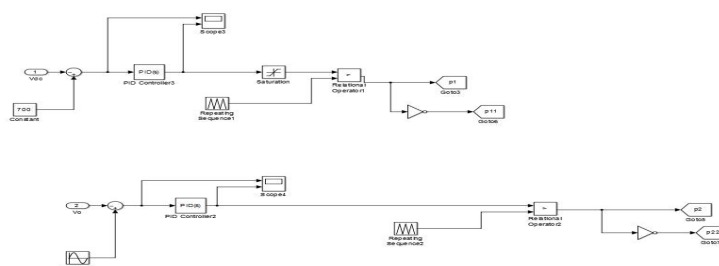 Scope3
1
Vdc
PID(s)
PID Controller3
Saturation
>
Relational
Operator1
p1
Goto3
700
Constant
Repeating
Sequence1
p11
Goto6
Scope4
2
Vo
PID(s)
PID Controller2
>
Relational
Operator2
p2
Repeating
Sequence2
p22